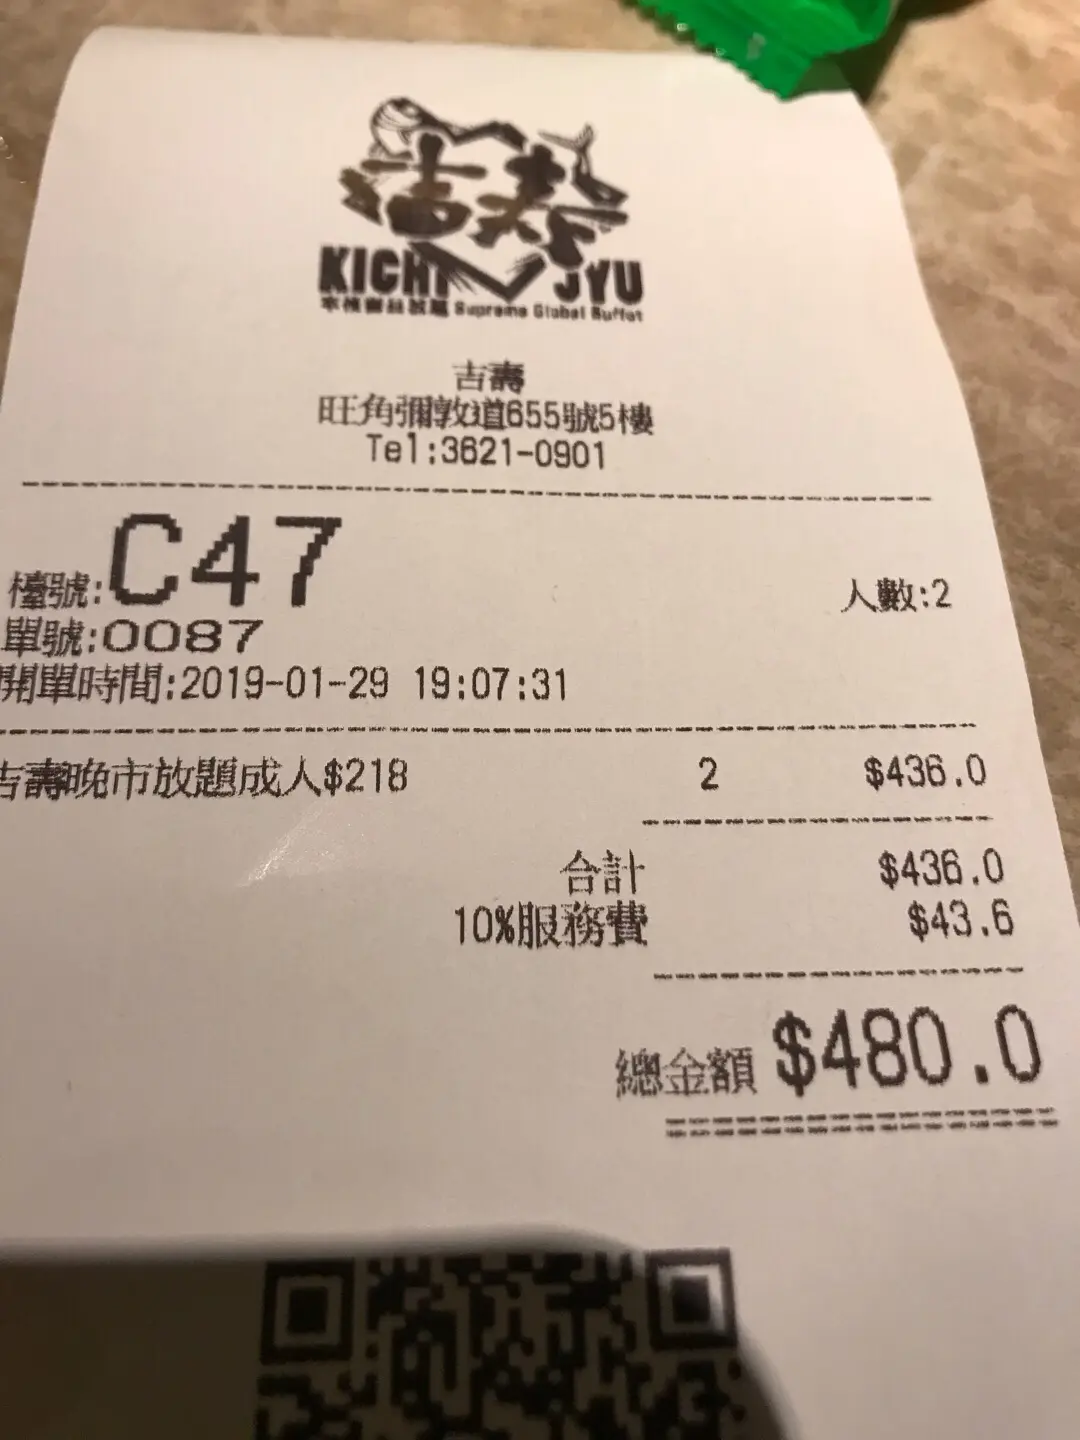 吉壽
KICHI JYU
Supreme Global Buffet
吉壽
旺角彌敦道655號5樓
Tel:3621-0901
檯號:C47 人數:2
單號:0087
開單時間:2019-01-29 19:07:31
吉壽晚市放題成人$218 2 $436.0
合計 $436.0
10%服務費 $43.6
總金額 $480.0